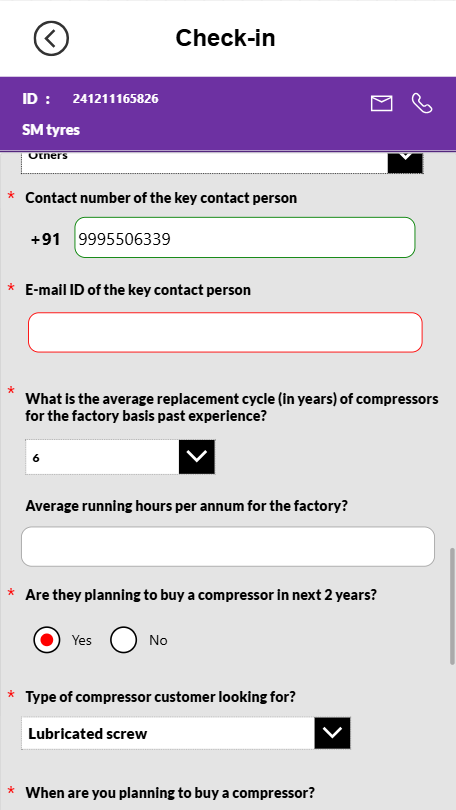 Check-in
ID : 241211165826
SM tyres
Others
* Contact number of the key contact person
+91 9995506339
* E-mail ID of the key contact person
* What is the average replacement cycle (in years) of compressors
for the factory basis past experience?
6
Average running hours per annum for the factory?
* Are they planning to buy a compressor in next 2 years?
Yes No
* Type of compressor customer looking for?
Lubricated screw
* When are you planning to buy a compressor?